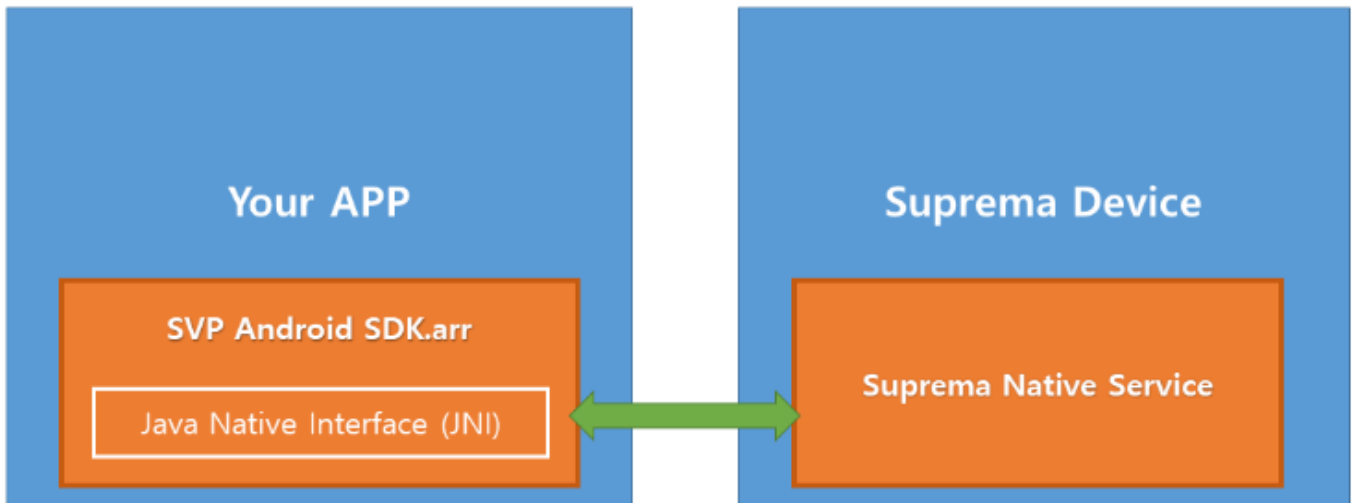 Your APP
SVP Android SDK.arr
Java Native Interface (JNI)
Suprema Device
Suprema Native Service